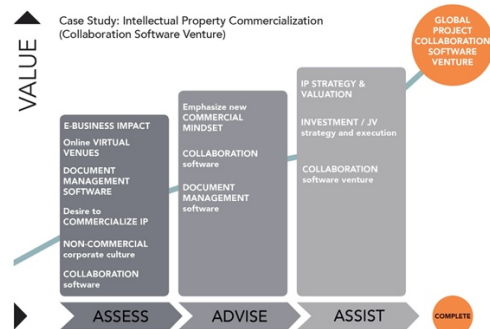 Case Study: Intellectual Property Commercialization
(Collaboration Software Venture)
VALUE
GLOBAL
PROJECT
COLLABORATION
SOFTWARE
VENTURE
E-BUSINESS IMPACT
Online VIRTUAL
VENUES
DOCUMENT
MANAGEMENT
SOFTWARE
Desire to
COMMERCIALIZE IP
NON-COMMERCIAL
corporate culture
COLLABORATION
software
Emphasize new
COMMERCIAL
MINDSET
COLLABORATION
software
DOCUMENT
MANAGEMENT
software
IP STRATEGY &
VALUATION
INVESTMENT / JV
strategy and execution
COLLABORATION
software venture
ASSESS
ADVISE
ASSIST
COMPLETE